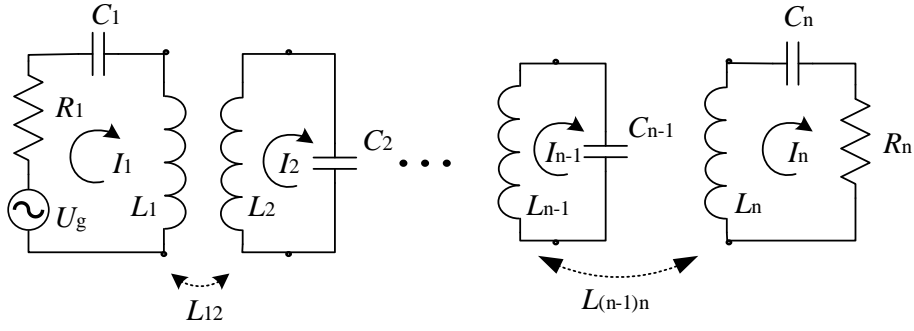 C1
Cn
R1
I1
Ug
L1
L2
I2
C2
• • •
In-1
Cn-1
Ln-1
In
Rn
Ln
L12
L(n-1)n